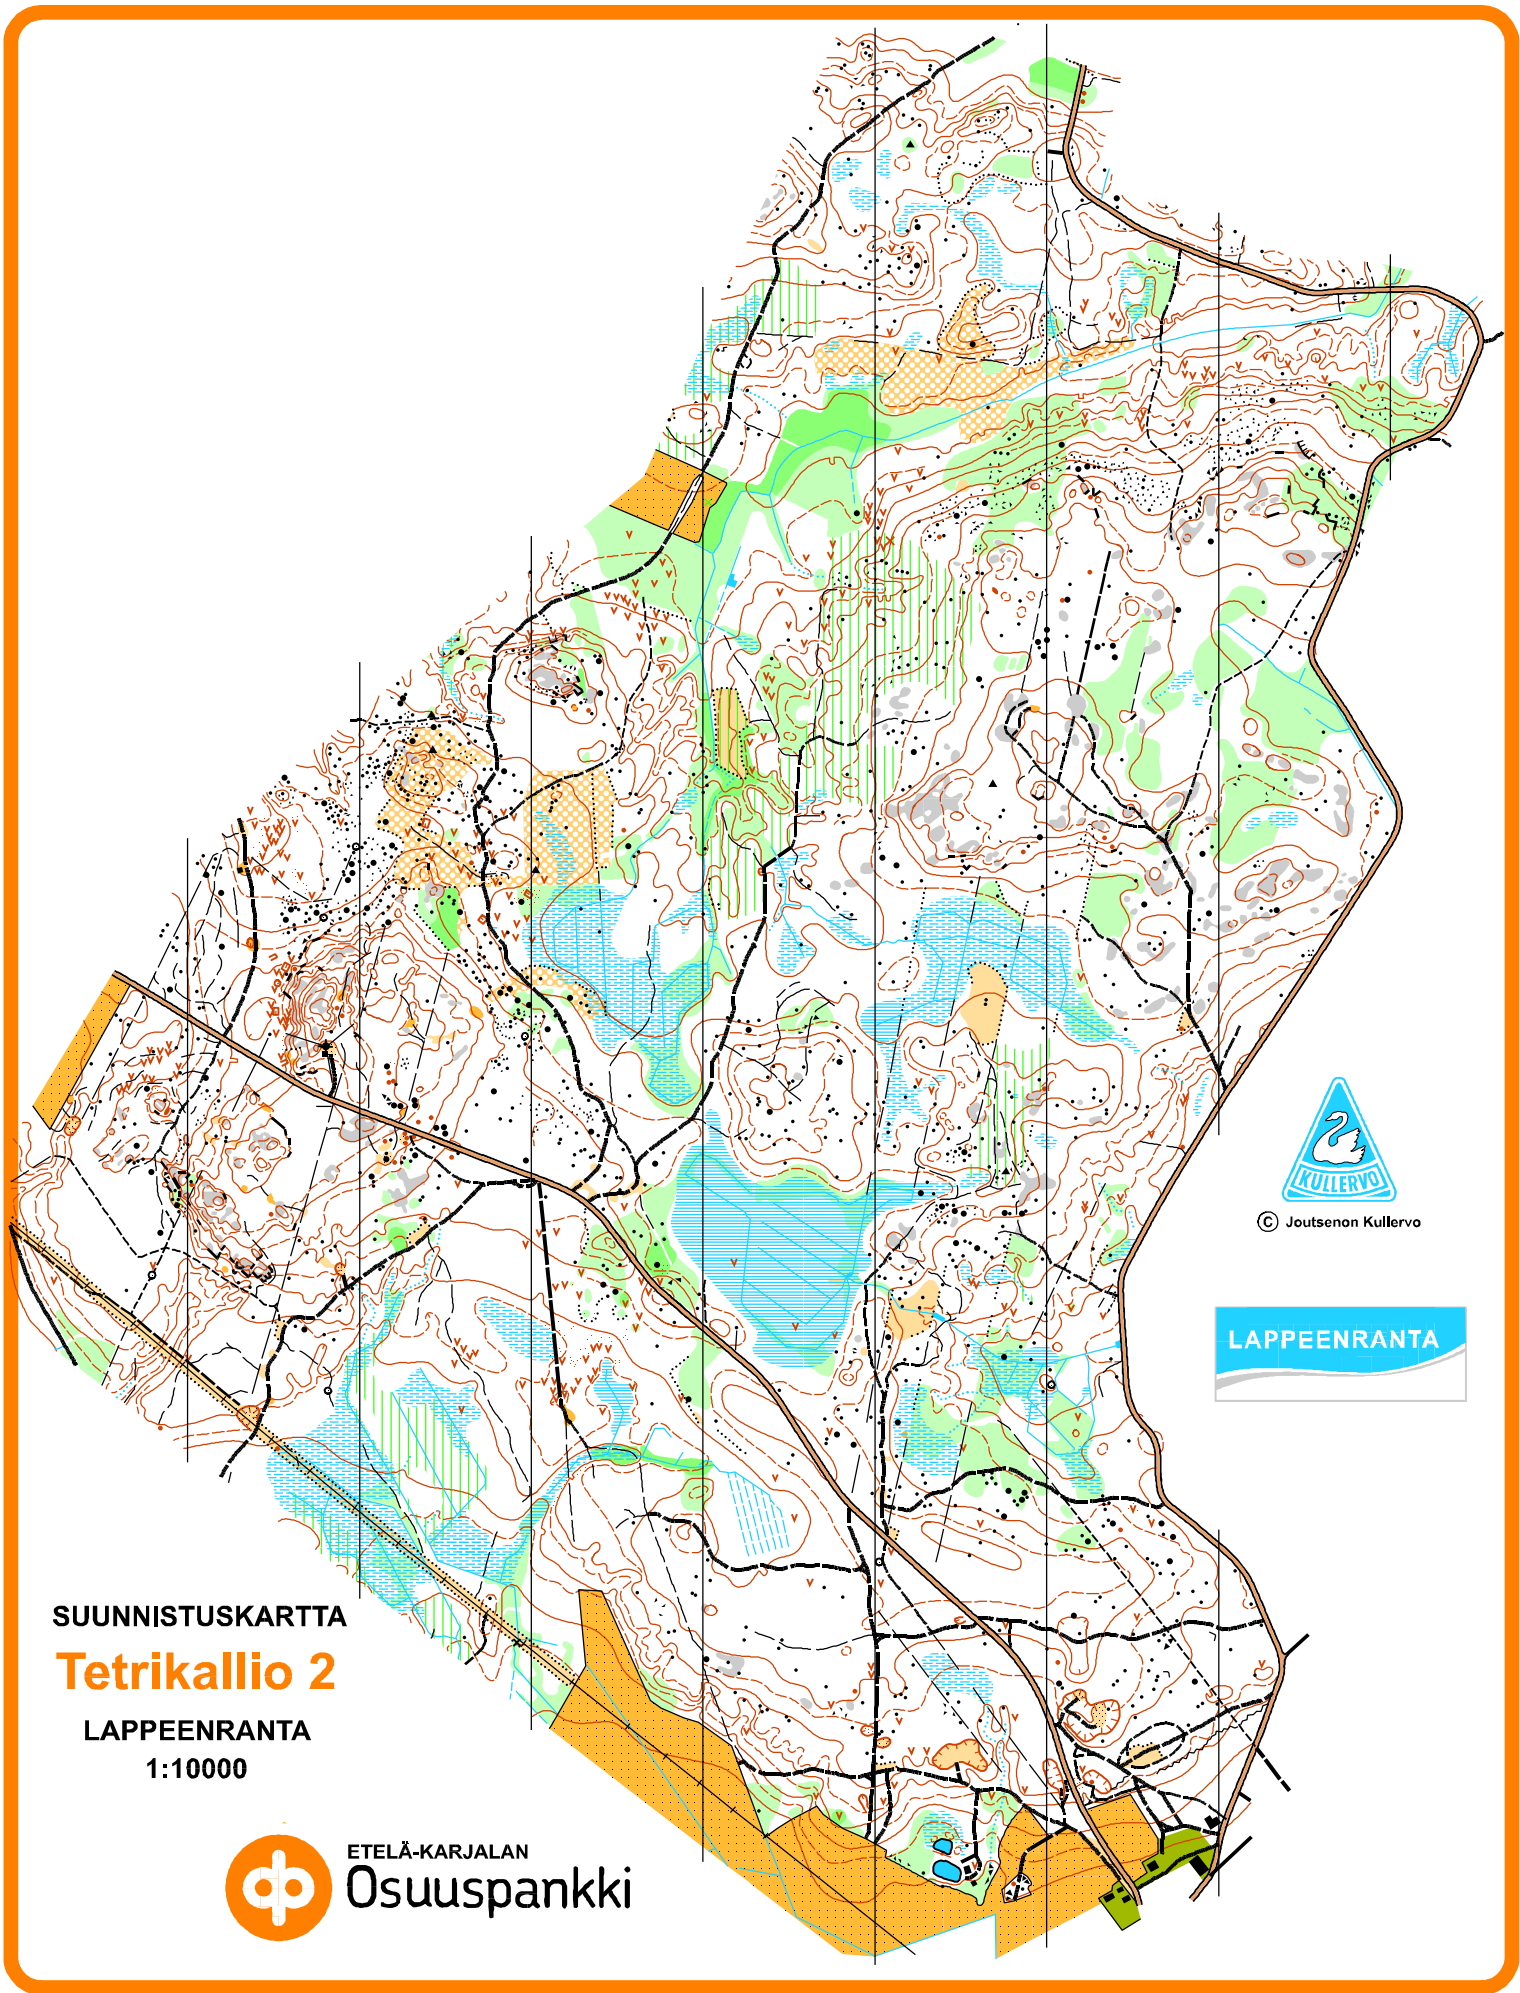 KULLERVO
© Joutsenon Kullervo
LAPPEENRANTA
SUUNNISTUSKARTTA
Tetrikallio 2
LAPPEENRANTA
1:10000
ETELÄ-KARJALAN
Osuuspankki